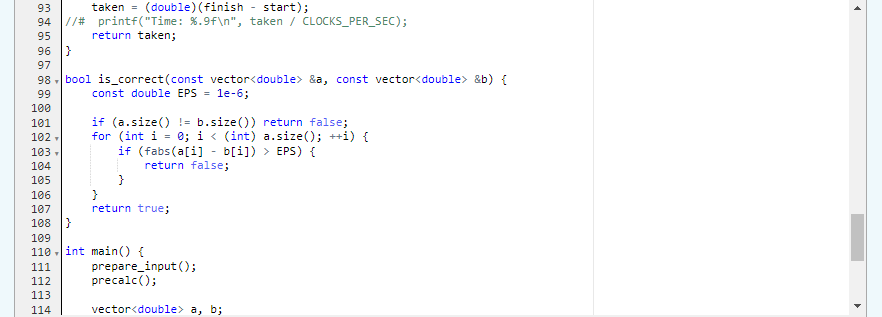 93 taken = (double)(finish - start);
94 //#  printf("Time: %.9f\n", taken / CLOCKS_PER_SEC);
95 return taken;
96 }
97
98 bool is_correct(const vector<double> &a, const vector<double> &b) {
99 const double EPS = 1e-6;
100
101 if (a.size() != b.size()) return false;
102 for (int i = 0; i < (int) a.size(); ++i) {
103 if (fabs(a[i] - b[i]) > EPS) {
104 return false;
105 }
106 }
107 return true;
108 }
109
110 int main() {
111 prepare_input();
112 precalc();
113
114 vector<double> a, b;